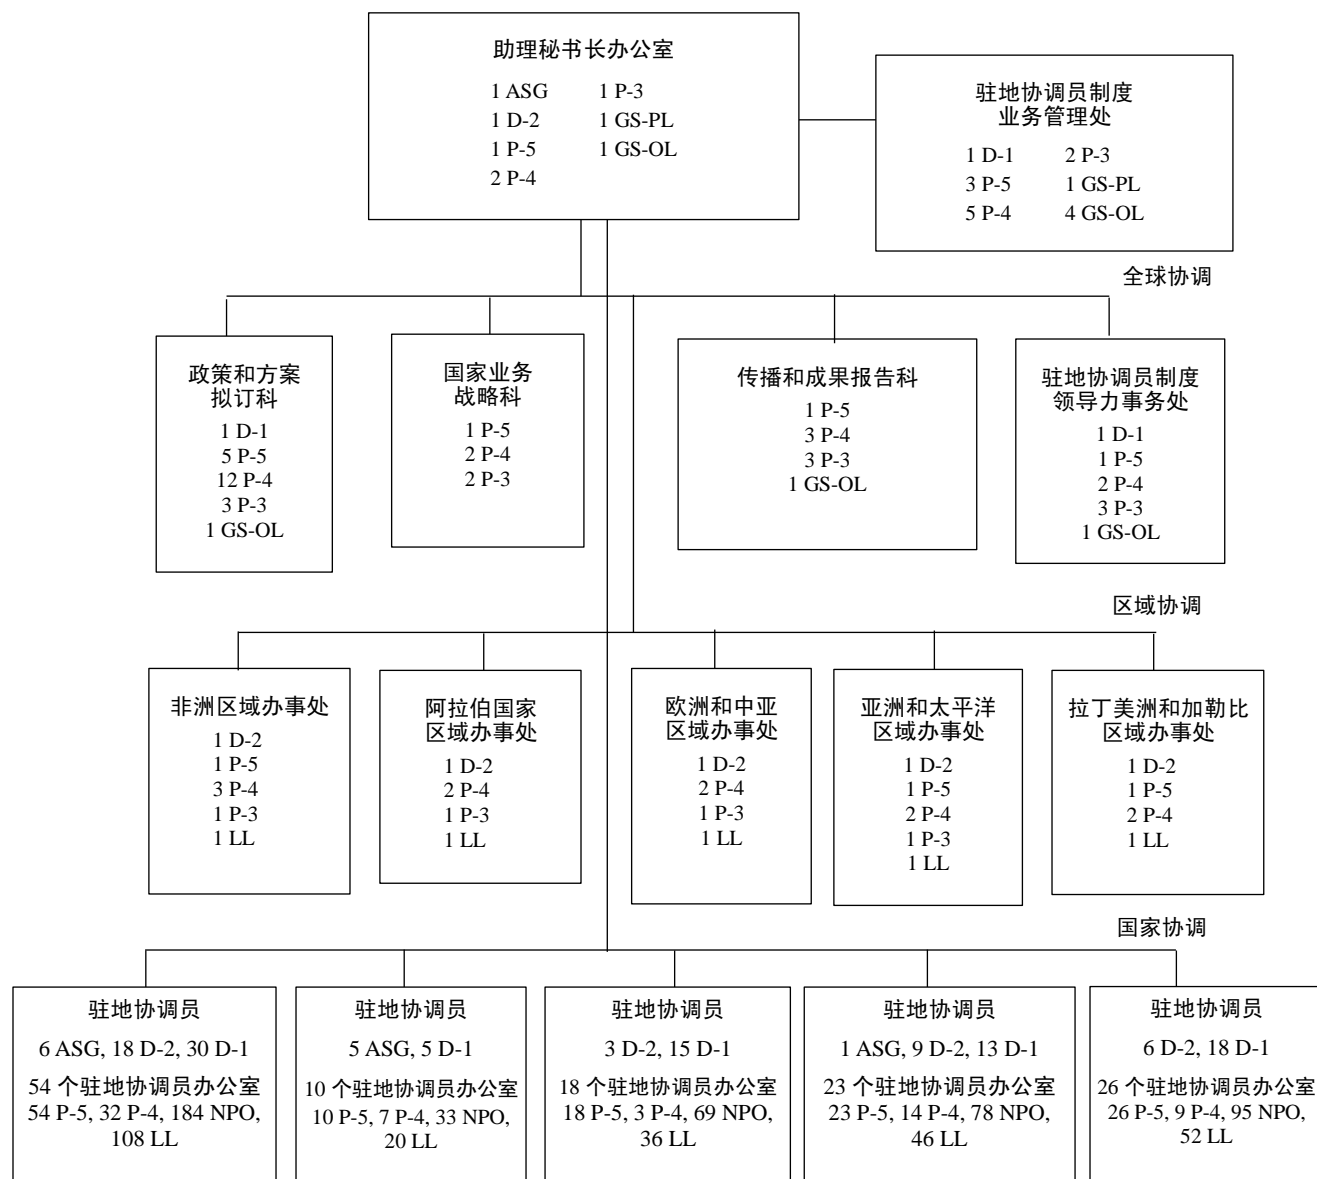 助理秘书长办公室
1 ASG 1 P-3
1 D-2 1 GS-PL
1 P-5 1 GS-OL
2 P-4
驻地协调员制度
业务管理处
1 D-1 2 P-3
3 P-5 1 GS-PL
5 P-4 4 GS-OL
全球协调
政策和方案
拟订科
1 D-1
5 P-5
12 P-4
3 P-3
1 GS-OL
国家业务
战略科
1 P-5
2 P-4
2 P-3
传播和成果报告科
1 P-5
3 P-4
3 P-3
1 GS-OL
驻地协调员制度
领导力事务处
1 D-1
1 P-5
2 P-4
3 P-3
1 GS-OL
区域协调
非洲区域办事处
1 D-2
1 P-5
3 P-4
1 P-3
1 LL
阿拉伯国家
区域办事处
1 D-2
2 P-4
1 P-3
1 LL
欧洲和中亚
区域办事处
1 D-2
2 P-4
1 P-3
1 LL
亚洲和太平洋
区域办事处
1 D-2
1 P-5
2 P-4
1 P-3
1 LL
拉丁美洲和加勒比
区域办事处
1 D-2
1 P-5
2 P-4
1 LL
国家协调
驻地协调员
6 ASG, 18 D-2, 30 D-1
54 个驻地协调员办公室
54 P-5, 32 P-4, 184 NPO,
108 LL
驻地协调员
5 ASG, 5 D-1
10 个驻地协调员办公室
10 P-5, 7 P-4, 33 NPO,
20 LL
驻地协调员
3 D-2, 15 D-1
18 个驻地协调员办公室
18 P-5, 3 P-4, 69 NPO,
36 LL
驻地协调员
1 ASG, 9 D-2, 13 D-1
23 个驻地协调员办公室
23 P-5, 14 P-4, 78 NPO,
46 LL
驻地协调员
6 D-2, 18 D-1
26 个驻地协调员办公室
26 P-5, 9 P-4, 95 NPO,
52 LL